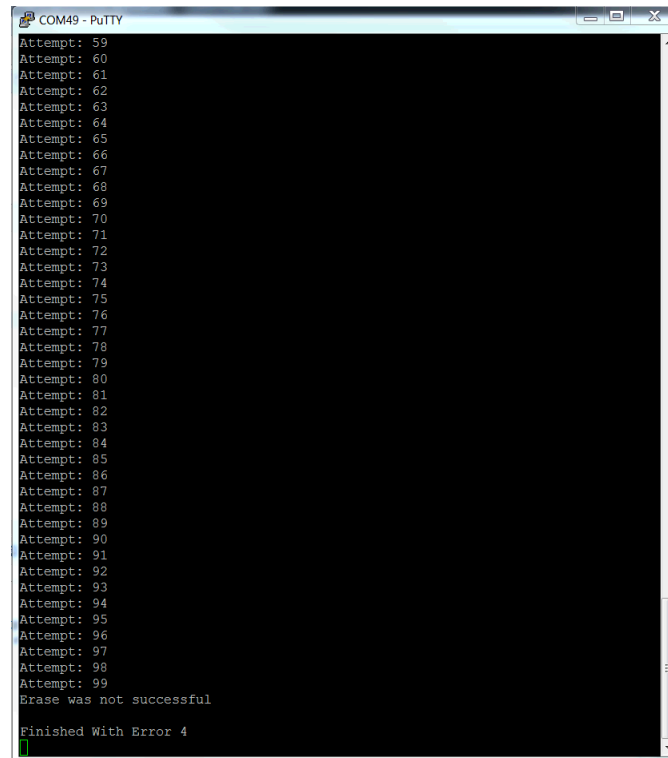 COM49 - PuTTY
Attempt: 59
Attempt: 60
Attempt: 61
Attempt: 62
Attempt: 63
Attempt: 64
Attempt: 65
Attempt: 66
Attempt: 67
Attempt: 68
Attempt: 69
Attempt: 70
Attempt: 71
Attempt: 72
Attempt: 73
Attempt: 74
Attempt: 75
Attempt: 76
Attempt: 77
Attempt: 78
Attempt: 79
Attempt: 80
Attempt: 81
Attempt: 82
Attempt: 83
Attempt: 84
Attempt: 85
Attempt: 86
Attempt: 87
Attempt: 88
Attempt: 89
Attempt: 90
Attempt: 91
Attempt: 92
Attempt: 93
Attempt: 94
Attempt: 95
Attempt: 96
Attempt: 97
Attempt: 98
Attempt: 99
Erase was not successful
Finished With Error 4